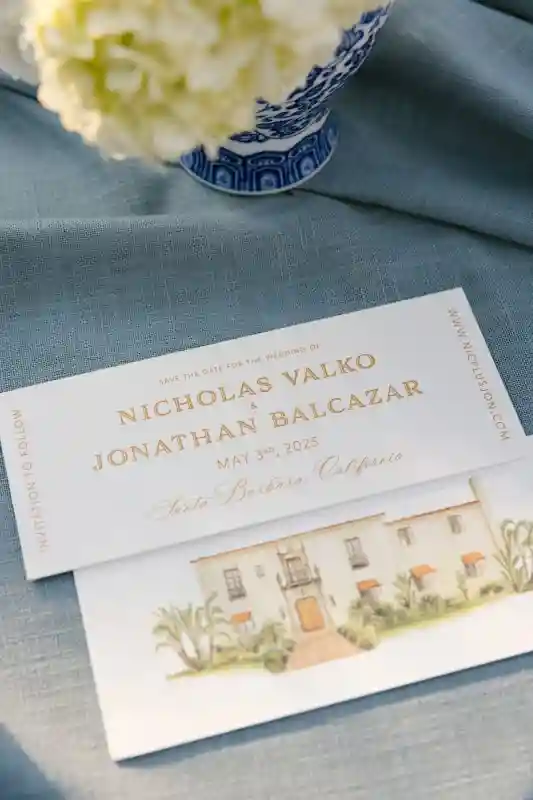 SAVE THE DATE FOR THE WEDDING OF
NICHOLAS VALKO
&
JONATHAN BALCAZAR
MAY 3RD, 2025
Santa Barbara, California
INVITATION TO FOLLOW
WWW.NICPLUSJON.COM